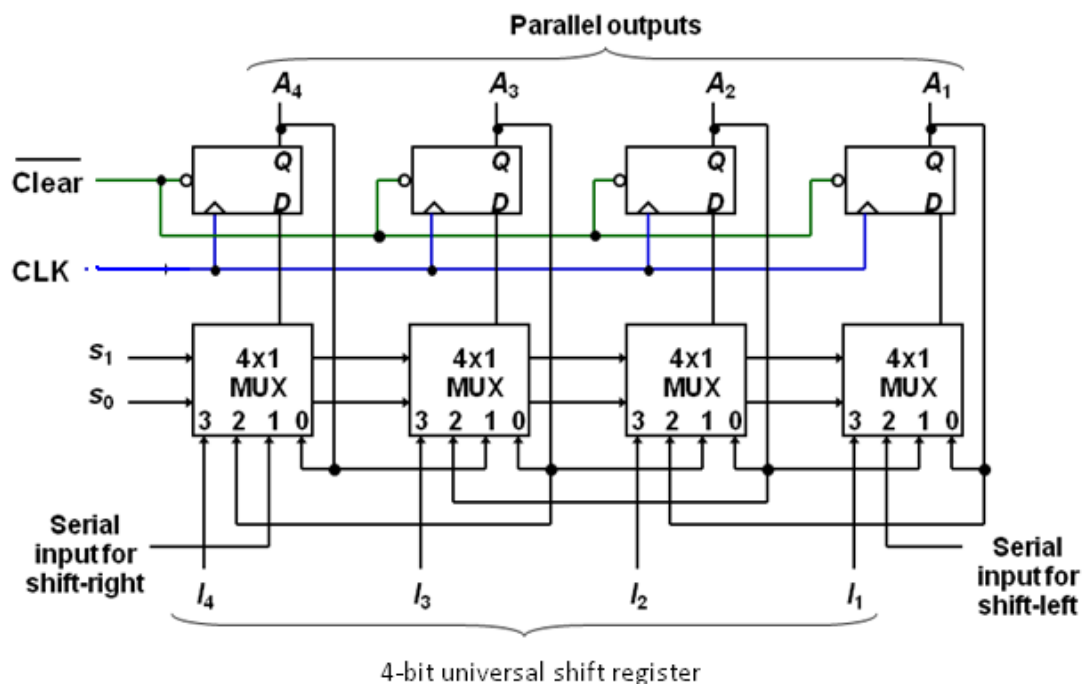 Parallel outputs
A4 A3 A2 A1
Q Q Q Q
Clear
D D D D
CLK
s1
4x1 4x1 4x1 4x1
MUX MUX MUX MUX
s0
3 2 1 0 3 2 1 0 3 2 1 0 3 2 1 0
Serial
input for
shift-right
Serial
input for
shift-left
I4 I3 I2 I1
4-bit universal shift register